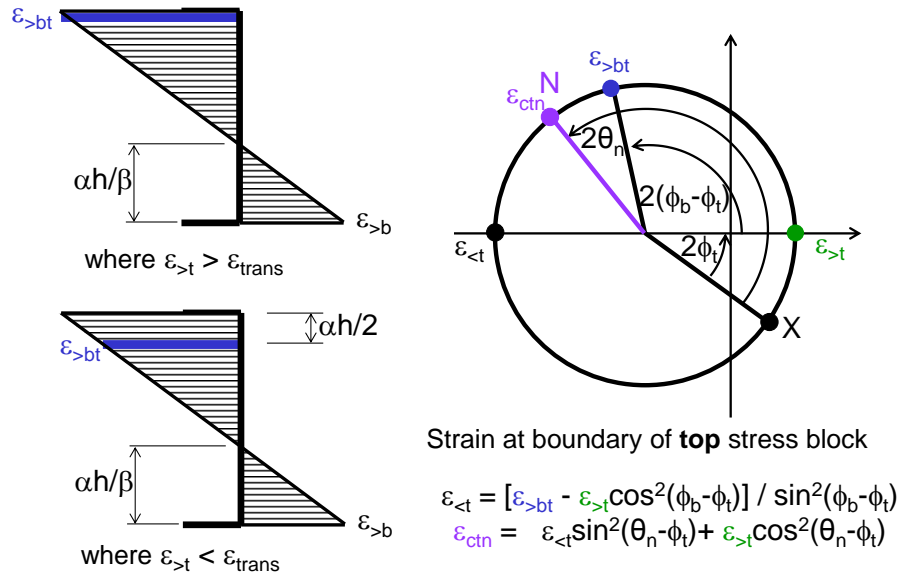 ε>bt
αh/β
ε>b
where ε>t > εtrans
αh/2
ε>bt
αh/β
ε>b
where ε>t < εtrans
ε>bt
N
εctn
2θn
2(ϕb-ϕt)
2ϕt
ε<t
ε>t
X
Strain at boundary of top stress block
ε<t = [ε>bt - ε>tcos²(ϕb-ϕt)] / sin²(ϕb-ϕt)
εctn = ε<tsin²(θn-ϕt)+ ε>tcos²(θn-ϕt)